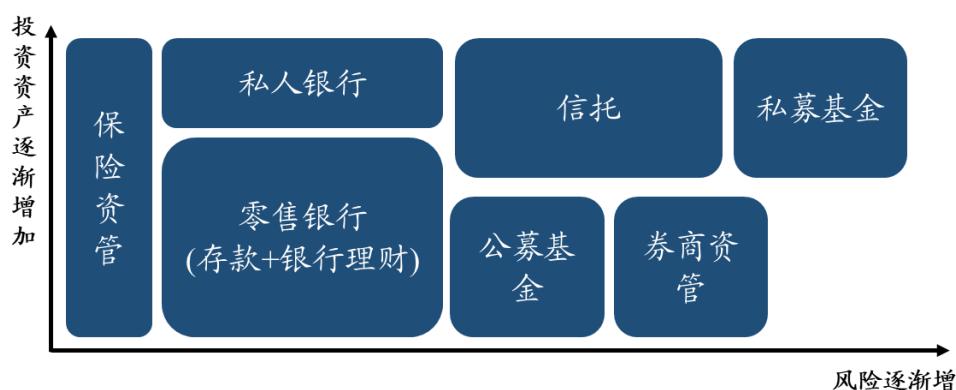 投资资产逐渐增加
保险资管
私人银行
零售银行
(存款+银行理财)
信托
私募基金
公募基
金
券商资
管
风险逐渐增